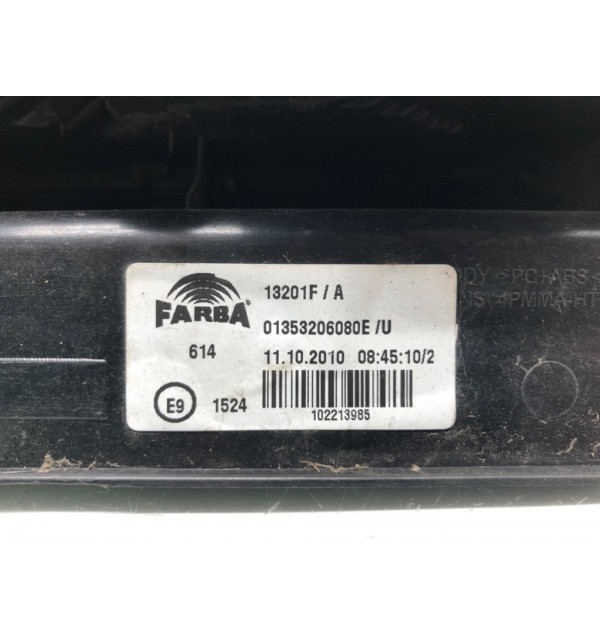 FARBA
13201F / A
01353206080E /U
614
11.10.2010 08:45:10/2
E9
1524
102213985
>PC+ABS<
PMMA-HT